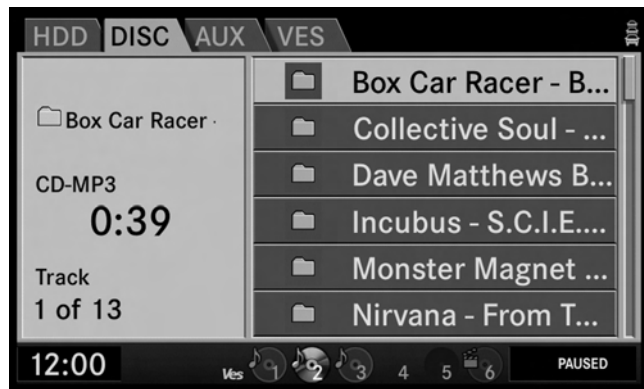 HDD DISC AUX VES
Box Car Racer ·
CD-MP3
0:39
Track
1 of 13
Box Car Racer - B...
Collective Soul - ...
Dave Matthews B...
Incubus - S.C.I.E....
Monster Magnet ...
Nirvana - From T...
12:00
Ves 1 2 3 4 5 6
PAUSED